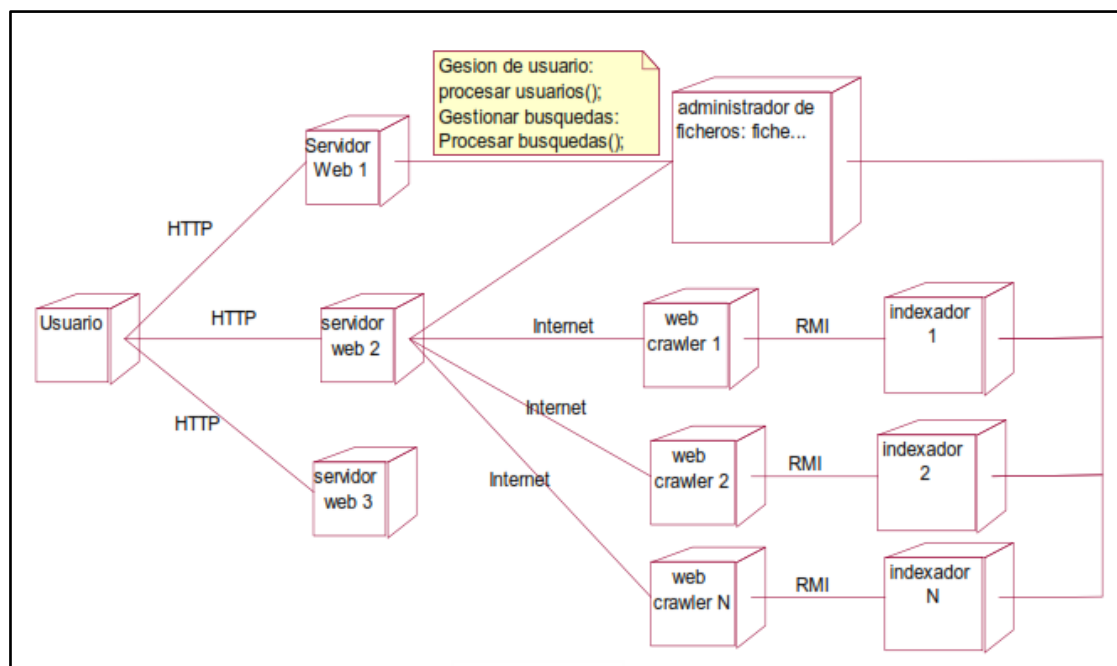 Gesion de usuario:
procesar usuarios();
Gestionar busquedas:
Procesar busquedas();
administrador de
ficheros: fiche...
Servidor
Web 1
HTTP
Usuario
HTTP
servidor
web 2
Internet
web
crawler 1
RMI
indexador
1
HTTP
Internet
web
crawler 2
RMI
indexador
2
servidor
web 3
Internet
web
crawler N
RMI
indexador
N